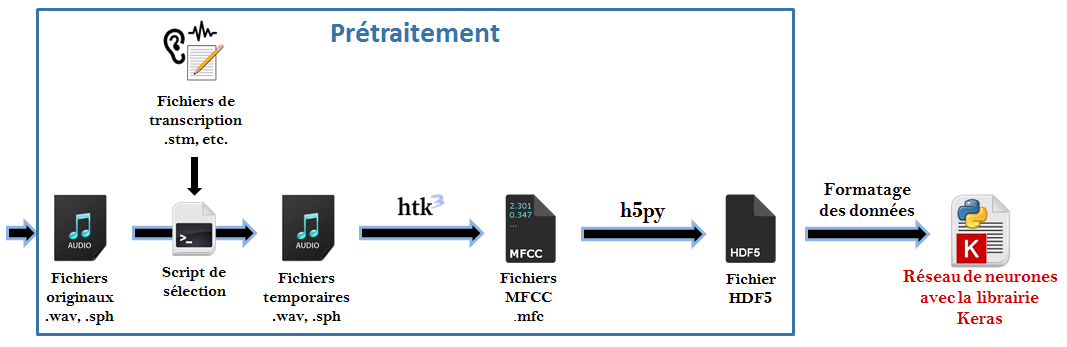 Prétraitement
Fichiers de
transcription
.stm, etc.
AUDIO
Fichiers
originaux
.wav, .sph
>_
Script de
sélection
AUDIO
Fichiers
temporaires
.wav, .sph
htk3
2.301
0.347
...
MFCC
Fichiers
MFCC
.mfc
h5py
HDF5
Fichier
HDF5
Formatage
des données
K
Réseau de neurones
avec la librairie
Keras